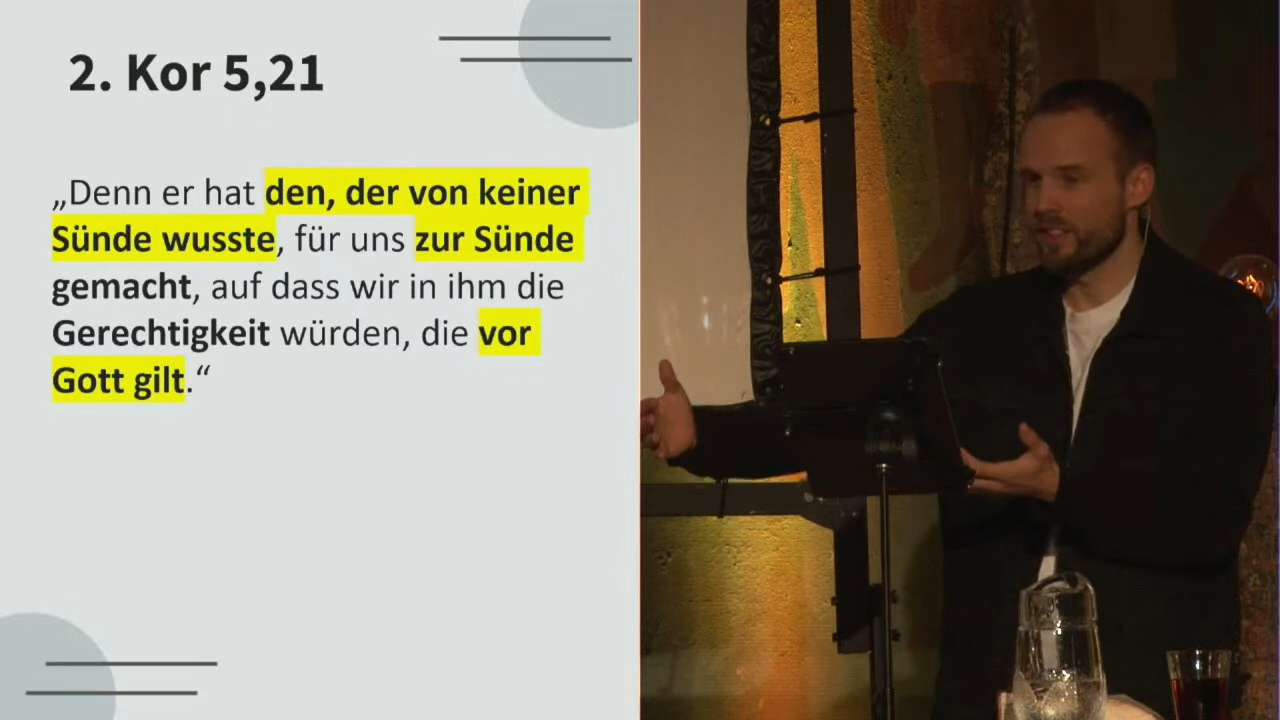 2. Kor 5,21
„Denn er hat den, der von keiner
Sünde wusste, für uns zur Sünde
gemacht, auf dass wir in ihm die
Gerechtigkeit würden, die vor
Gott gilt.“